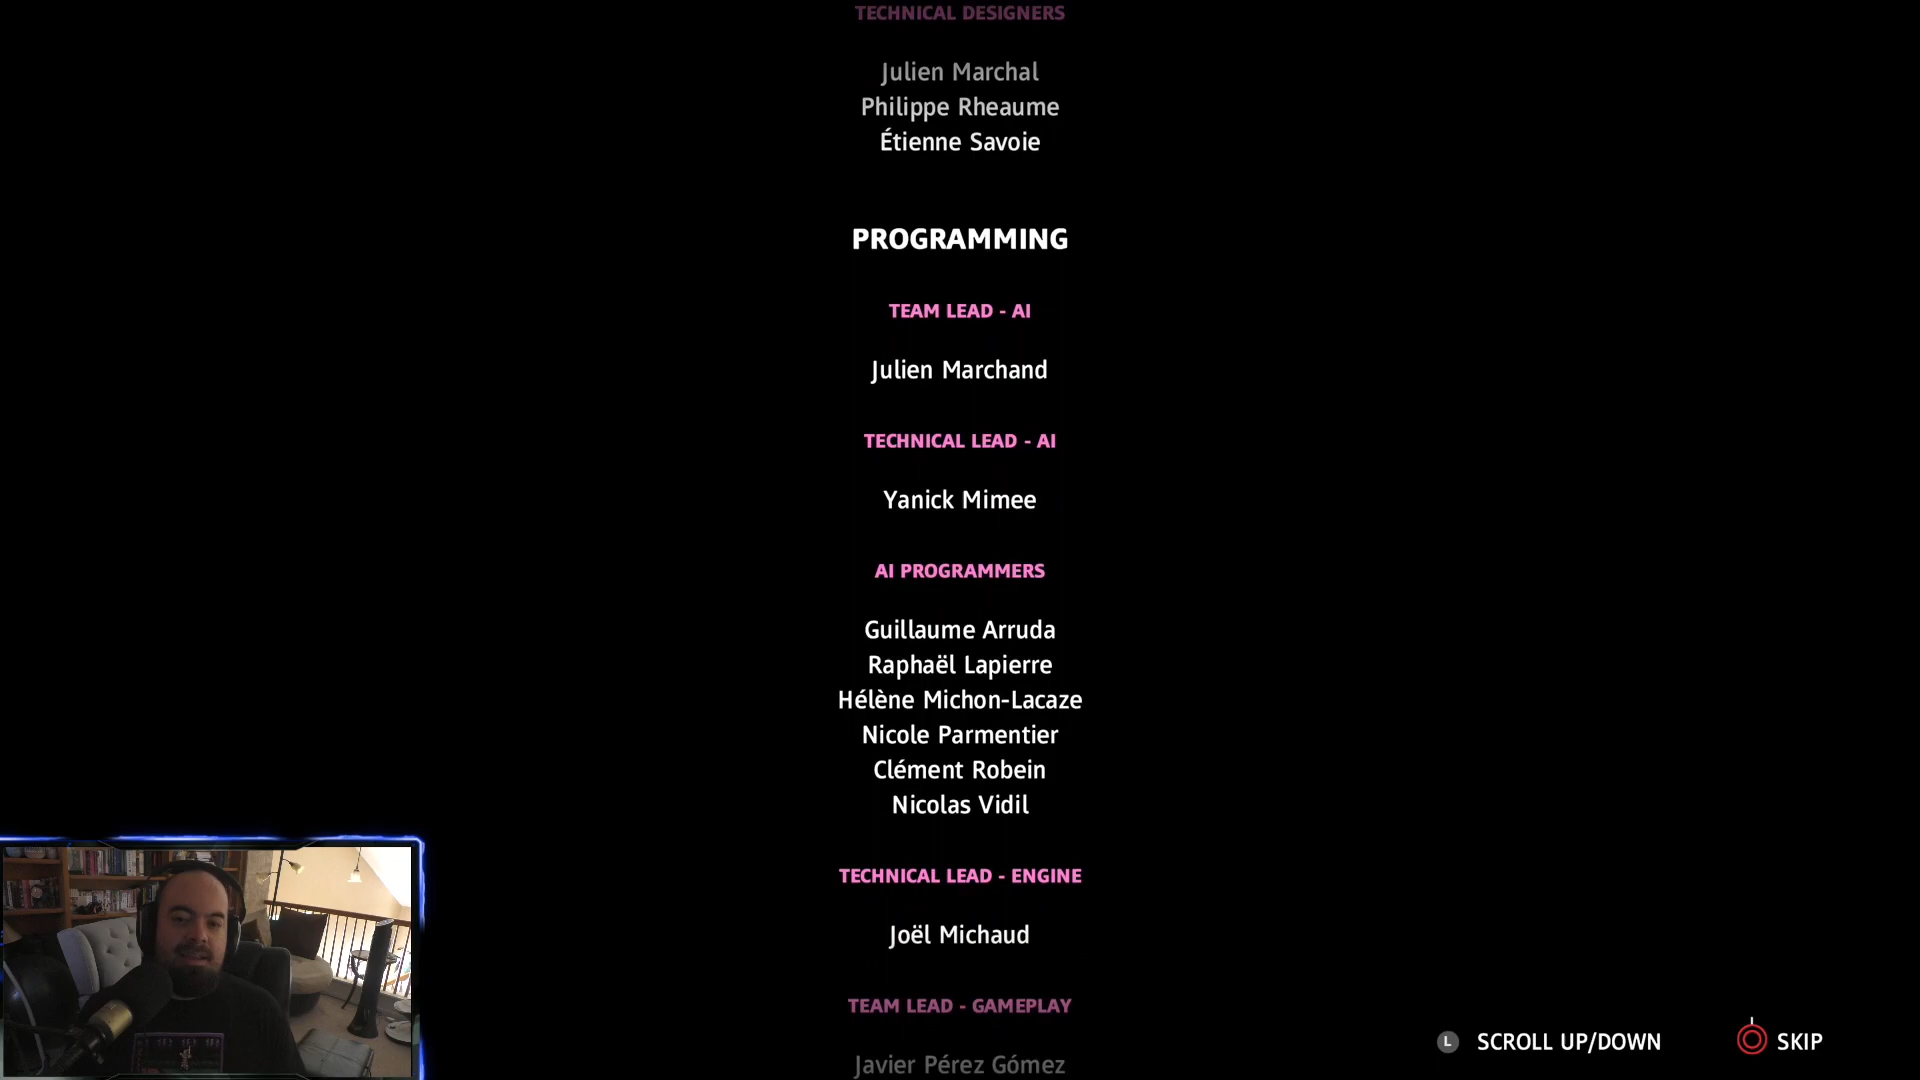 TECHNICAL DESIGNERS
Julien Marchal
Philippe Rheaume
Étienne Savoie
PROGRAMMING
TEAM LEAD - AI
Julien Marchand
TECHNICAL LEAD - AI
Yanick Mimee
AI PROGRAMMERS
Guillaume Arruda
Raphaël Lapierre
Hélène Michon-Lacaze
Nicole Parmentier
Clément Robein
Nicolas Vidil
TECHNICAL LEAD - ENGINE
Joël Michaud
TEAM LEAD - GAMEPLAY
Javier Pérez Gómez
L SCROLL UP/DOWN
SKIP